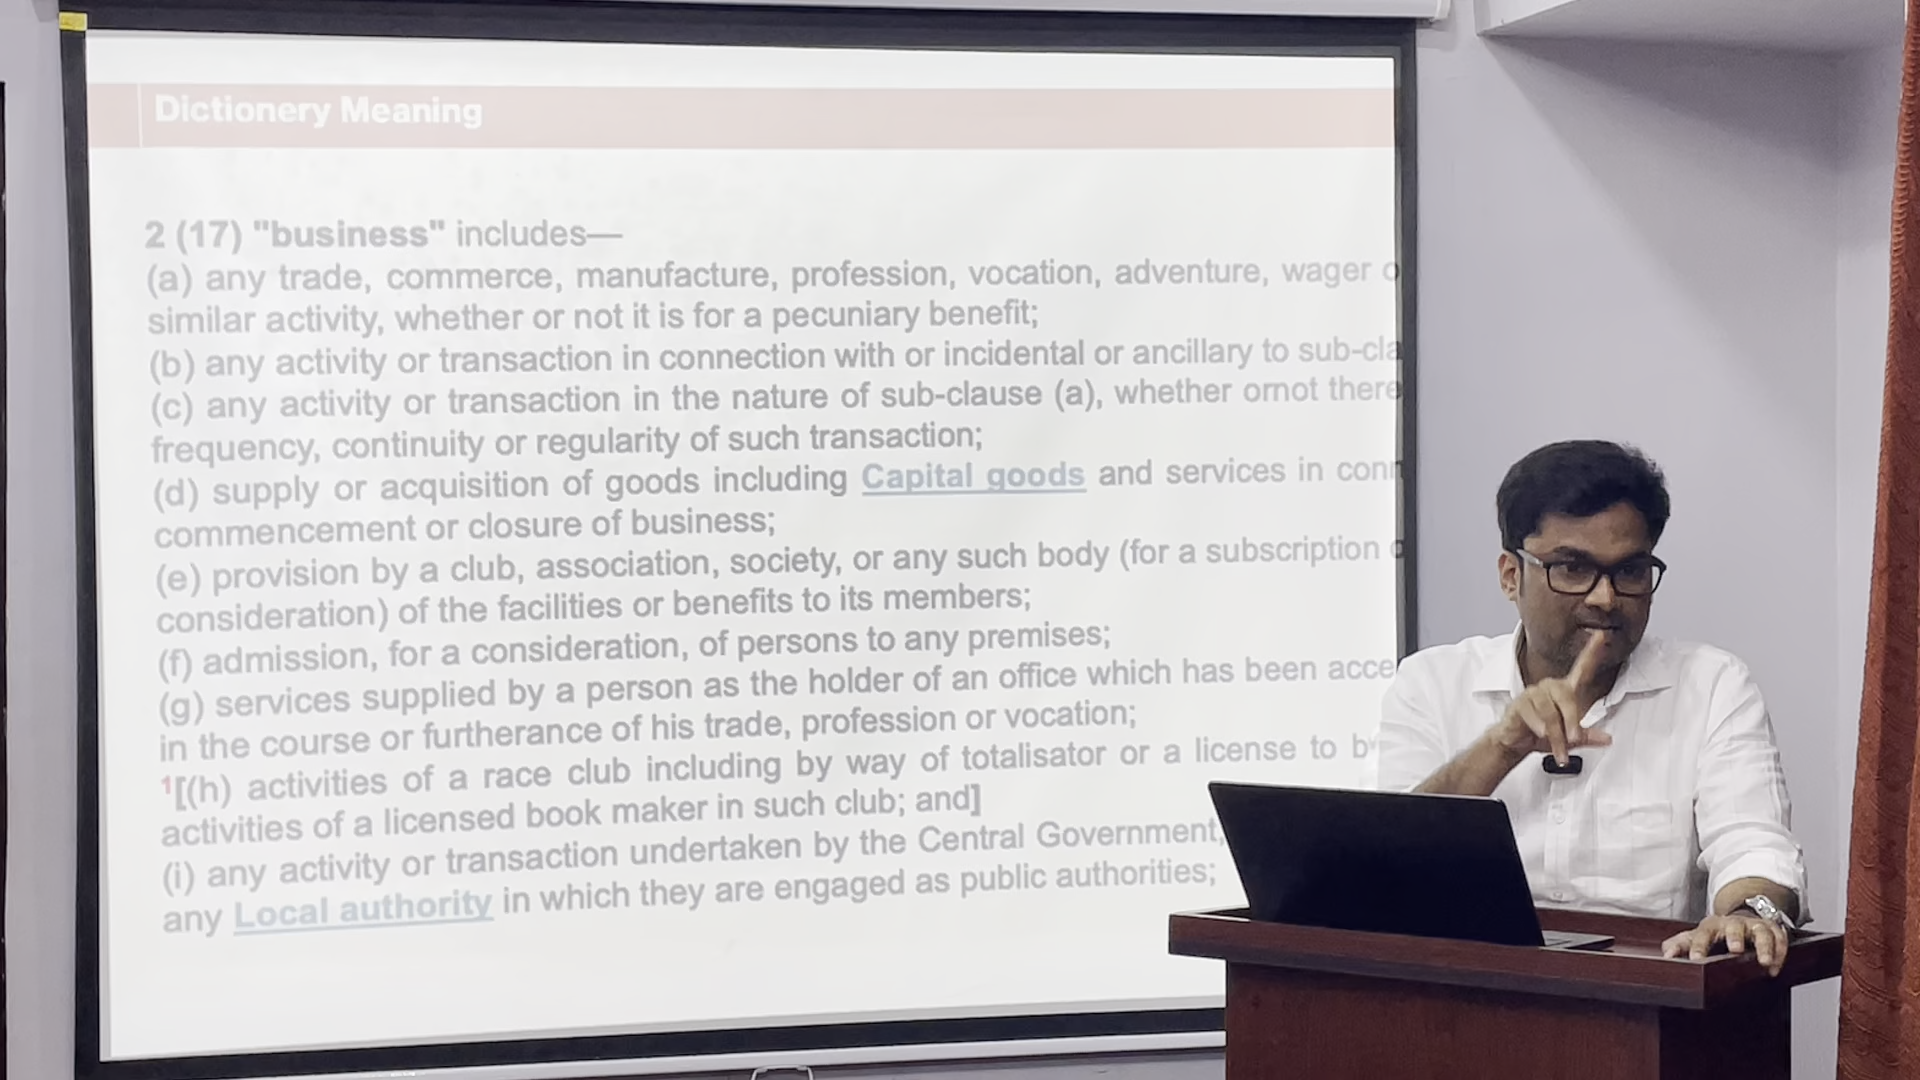 Dictionery Meaning
2 (17) "business" includes—
(a) any trade, commerce, manufacture, profession, vocation, adventure, wager
similar activity, whether or not it is for a pecuniary benefit;
(b) any activity or transaction in connection with or incidental or ancillary to
(c) any activity or transaction in the nature of sub-clause (a), whether ornot there
frequency, continuity or regularity of such transaction;
(d) supply or acquisition of goods including Capital goods and services in
commencement or closure of business;
(e) provision by a club, association, society, or any such body (for a subscription
consideration) of the facilities or benefits to its members;
(f) admission, for a consideration, of persons to any premises;
(g) services supplied by a person as the holder of an office which has been
in the course or furtherance of his trade, profession or vocation;
¹[(h) activities of a race club including by way of totalisator or a license to
activities of a licensed book maker in such club; and]
(i) any activity or transaction undertaken by the Central Government,
any Local authority in which they are engaged as public authorities;